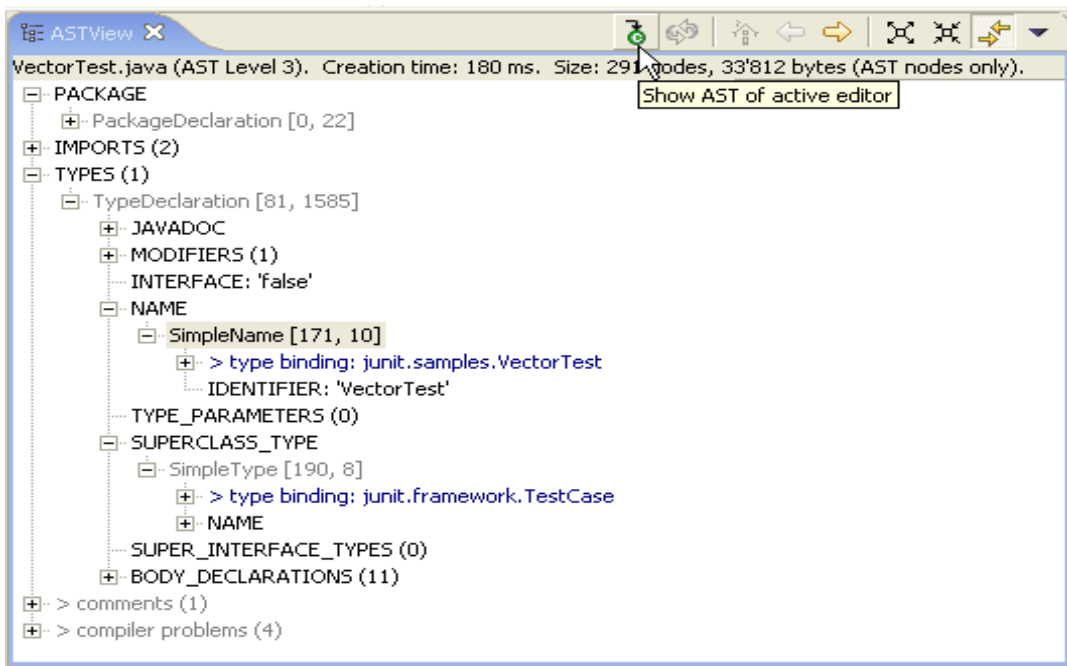 ASTView
VectorTest.java (AST Level 3). Creation time: 180 ms. Size: 291 nodes, 33'812 bytes (AST nodes only).
Show AST of active editor
PACKAGE
PackageDeclaration [0, 22]
IMPORTS (2)
TYPES (1)
TypeDeclaration [81, 1585]
JAVADOC
MODIFIERS (1)
INTERFACE: 'false'
NAME
SimpleName [171, 10]
> type binding: junit.samples.VectorTest
IDENTIFIER: 'VectorTest'
TYPE_PARAMETERS (0)
SUPERCLASS_TYPE
SimpleType [190, 8]
> type binding: junit.framework.TestCase
NAME
SUPER_INTERFACE_TYPES (0)
BODY_DECLARATIONS (11)
> comments (1)
> compiler problems (4)